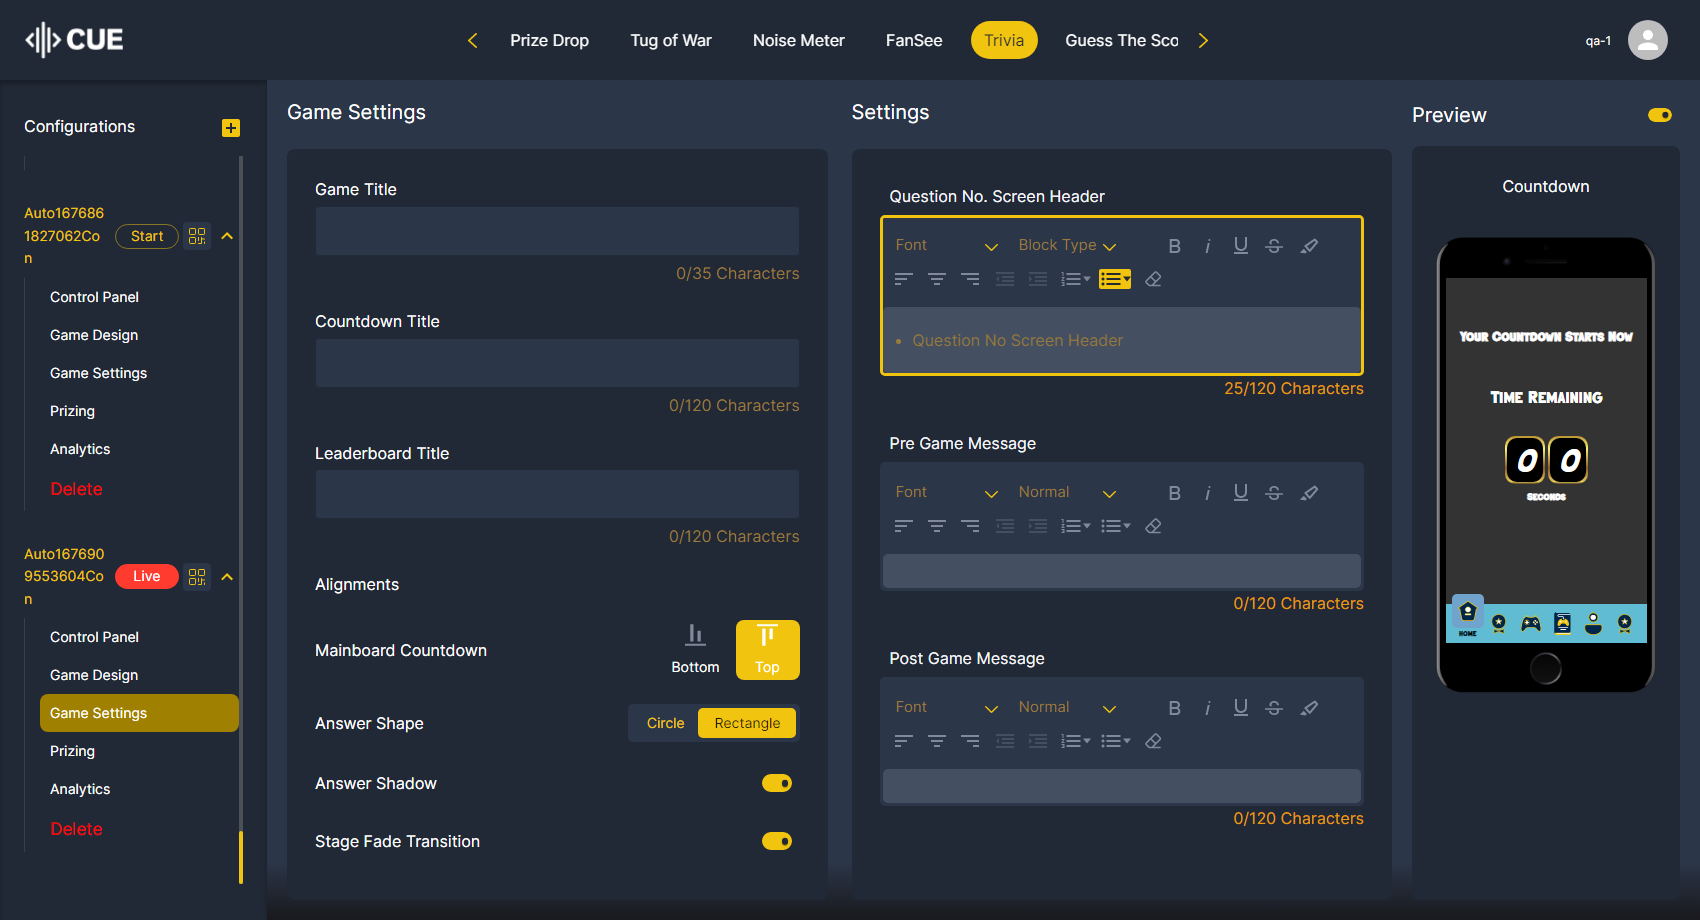 CUE
Prize Drop
Tug of War
Noise Meter
FanSee
Trivia
Guess The Sco
qa-1
Configurations
Auto167686
1827062Co
n
Start
Control Panel
Game Design
Game Settings
Prizing
Analytics
Delete
Auto167690
9553604Co
n
Live
Control Panel
Game Design
Game Settings
Prizing
Analytics
Delete
Game Settings
Game Title
0/35 Characters
Countdown Title
0/120 Characters
Leaderboard Title
0/120 Characters
Alignments
Mainboard Countdown
Bottom
Top
Answer Shape
Circle
Rectangle
Answer Shadow
Stage Fade Transition
Settings
Question No. Screen Header
Font
Block Type
B i U S
• Question No Screen Header
25/120 Characters
Pre Game Message
Font
Normal
B i U S
0/120 Characters
Post Game Message
Font
Normal
B i U S
0/120 Characters
Preview
Countdown
Your Countdown Starts Now
Time Remaining
0 0
Seconds
HOME